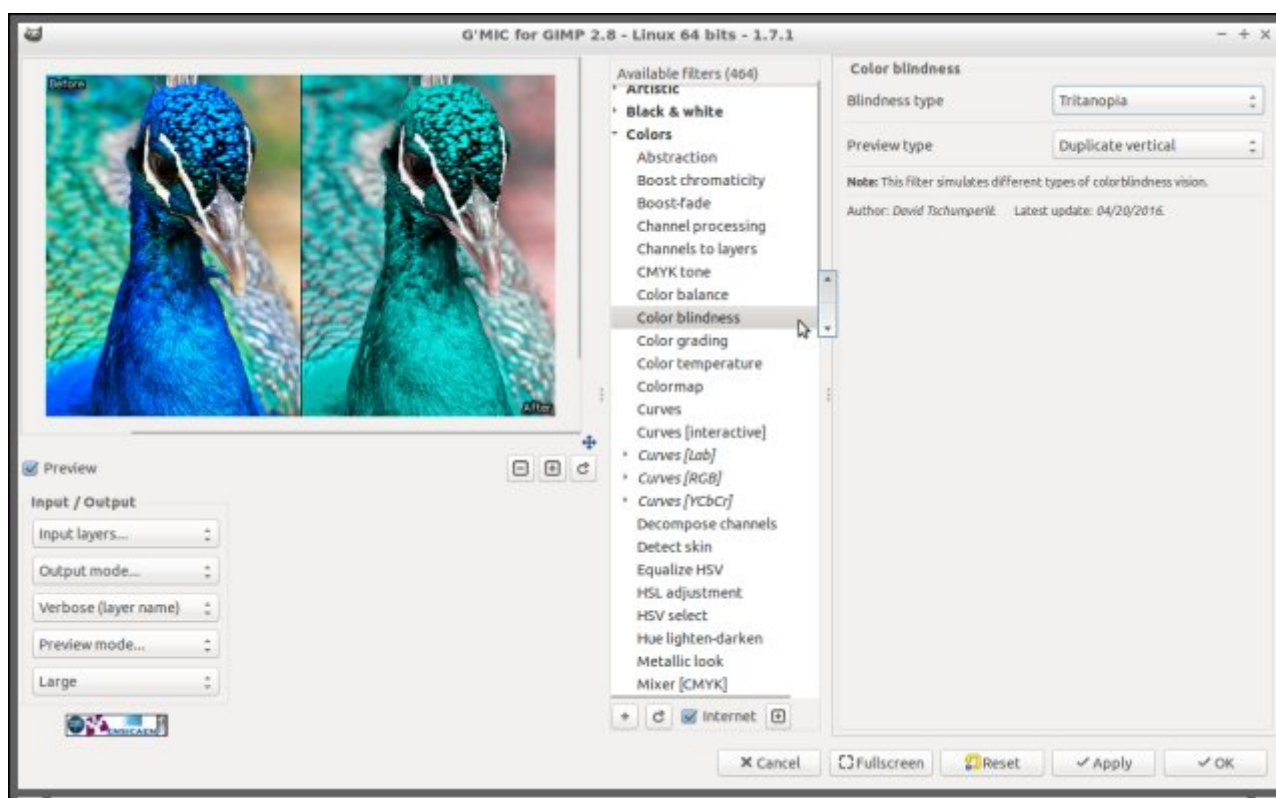 G'MIC for GIMP 2.8 - Linux 64 bits - 1.7.1
Before
After
Preview
Input / Output
Input layers...
Output mode...
Verbose (layer name)
Preview mode...
Large
ENSICAEN
Available filters (464)
Artistic
Black & white
Colors
Abstraction
Boost chromaticity
Boost-fade
Channel processing
Channels to layers
CMYK tone
Color balance
Color blindness
Color grading
Color temperature
Colormap
Curves
Curves [interactive]
Curves [Lab]
Curves [RGB]
Curves [YCbCr]
Decompose channels
Detect skin
Equalize HSV
HSL adjustment
HSV select
Hue lighten-darken
Metallic look
Mixer [CMYK]
Internet
Color blindness
Blindness type Tritanopia
Preview type Duplicate vertical
Note: This filter simulates different types of colorblindness vision.
Author: David Tschumperlé. Latest update: 04/20/2016.
Cancel Fullscreen Reset Apply OK